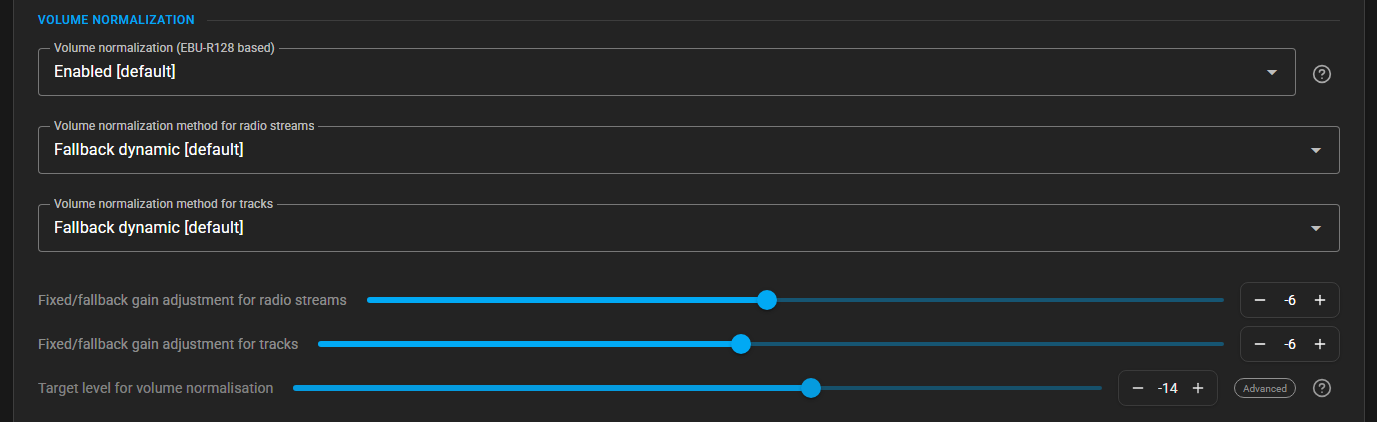 VOLUME NORMALIZATION
Volume normalization (EBU-R128 based)
Enabled [default]
Volume normalization method for radio streams
Fallback dynamic [default]
Volume normalization method for tracks
Fallback dynamic [default]
Fixed/fallback gain adjustment for radio streams − -6 +
Fixed/fallback gain adjustment for tracks − -6 +
Target level for volume normalisation − -14 + Advanced